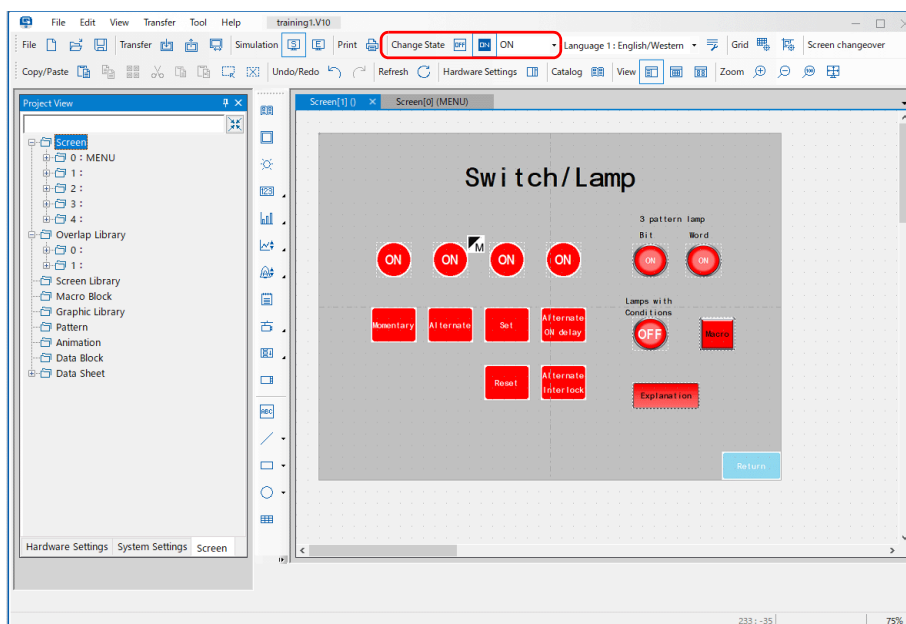 File Edit View Transfer Tool Help training1.V10
File Transfer Simulation S E Print Change State OFF ON ON Language 1 : English/Western Grid Screen changeover
Copy/Paste Undo/Redo Refresh Hardware Settings Catalog View Zoom
Project View
Screen[1] () × Screen[0] (MENU)
Screen
0 : MENU
1 :
2 :
3 :
4 :
Overlap Library
0 :
1 :
Screen Library
Macro Block
Graphic Library
Pattern
Animation
Data Block
Data Sheet
Hardware Settings System Settings Screen
123
ABC
Switch/Lamp
3 pattern lamp
Bit Word
M
ON ON ON ON ON ON
Lamps with
Conditions
Momentary Alternate Set Alternate
ON delay
OFF Macro
Reset Alternate
Interlock
Explanation
Return
233 : -35 75%